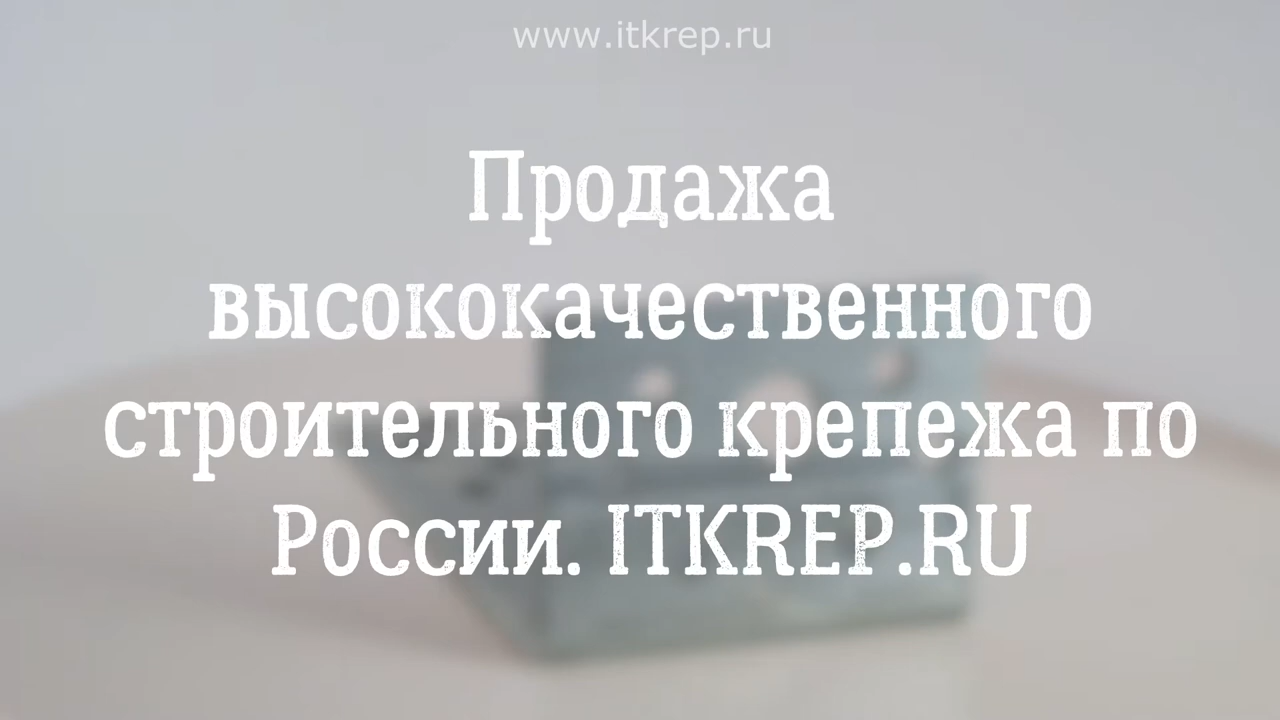 www.itkrep.ru
Продажа
высококачественного
строительного крепежа по
России. ITKREP.RU